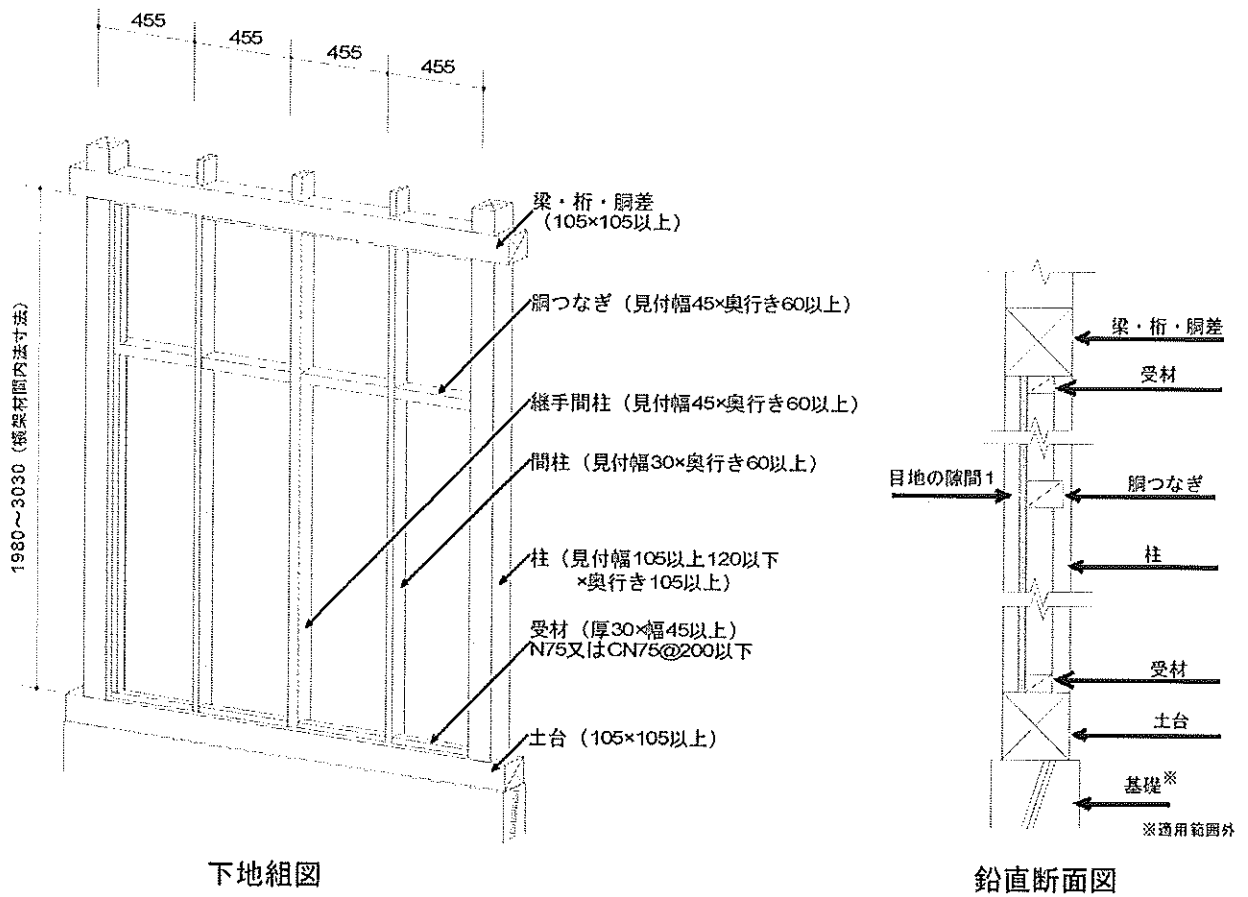 455
455
455
455
1980～3030（横架材間内法寸法）
梁・桁・胴差
（105×105以上）
胴つなぎ（見付幅45×奥行き60以上）
継手間柱（見付幅45×奥行き60以上）
間柱（見付幅30×奥行き60以上）
柱（見付幅105以上120以下
×奥行き105以上）
受材（厚30×幅45以上）
N75又はCN75@200以下
土台（105×105以上）
下地組図
梁・桁・胴差
受材
目地の隙間1
胴つなぎ
柱
受材
土台
基礎※
※適用範囲外
鉛直断面図